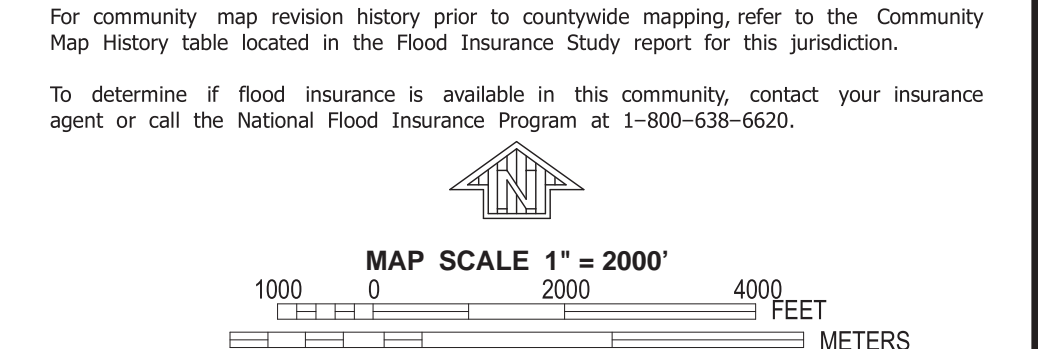 For community map revision history prior to countywide mapping, refer to the Community
Map History table located in the Flood Insurance Study report for this jurisdiction.
To determine if flood insurance is available in this community, contact your insurance
agent or call the National Flood Insurance Program at 1–800–638–6620.
N
MAP SCALE 1" = 2000’
1000 0 2000 4000
FEET
METERS